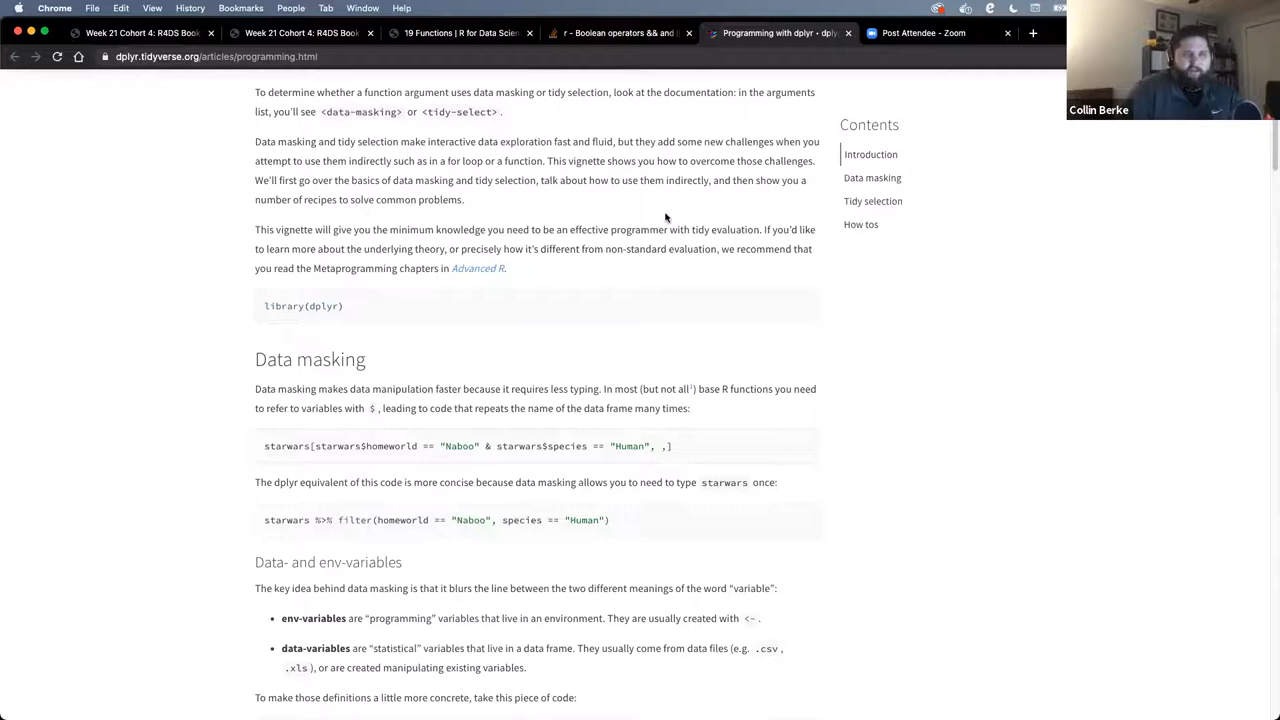 Chrome File Edit View History Bookmarks People Tab Window Help
Week 21 Cohort 4: R4DS Book
Week 21 Cohort 4: R4DS Book
19 Functions | R for Data Scien
r - Boolean operators && and ||
Programming with dplyr • dply
Post Attendee - Zoom
dplyr.tidyverse.org/articles/programming.html
Collin Berke
To determine whether a function argument uses data masking or tidy selection, look at the documentation: in the arguments
list, you'll see <data-masking> or <tidy-select>.
Data masking and tidy selection make interactive data exploration fast and fluid, but they add some new challenges when you
attempt to use them indirectly such as in a for loop or a function. This vignette shows you how to overcome those challenges.
We'll first go over the basics of data masking and tidy selection, talk about how to use them indirectly, and then show you a
number of recipes to solve common problems.
This vignette will give you the minimum knowledge you need to be an effective programmer with tidy evaluation. If you'd like
to learn more about the underlying theory, or precisely how it's different from non-standard evaluation, we recommend that
you read the Metaprogramming chapters in Advanced R.
library(dplyr)
Data masking
Data masking makes data manipulation faster because it requires less typing. In most (but not all¹) base R functions you need
to refer to variables with $, leading to code that repeats the name of the data frame many times:
starwars[starwars$homeworld == "Naboo" & starwars$species == "Human", ,]
The dplyr equivalent of this code is more concise because data masking allows you to need to type starwars once:
starwars %>% filter(homeworld == "Naboo", species == "Human")
Data- and env-variables
The key idea behind data masking is that it blurs the line between the two different meanings of the word "variable":
• env-variables are "programming" variables that live in an environment. They are usually created with <-.
• data-variables are "statistical" variables that live in a data frame. They usually come from data files (e.g. .csv,
.xls), or are created manipulating existing variables.
To make those definitions a little more concrete, take this piece of code:
Contents
Introduction
Data masking
Tidy selection
How tos